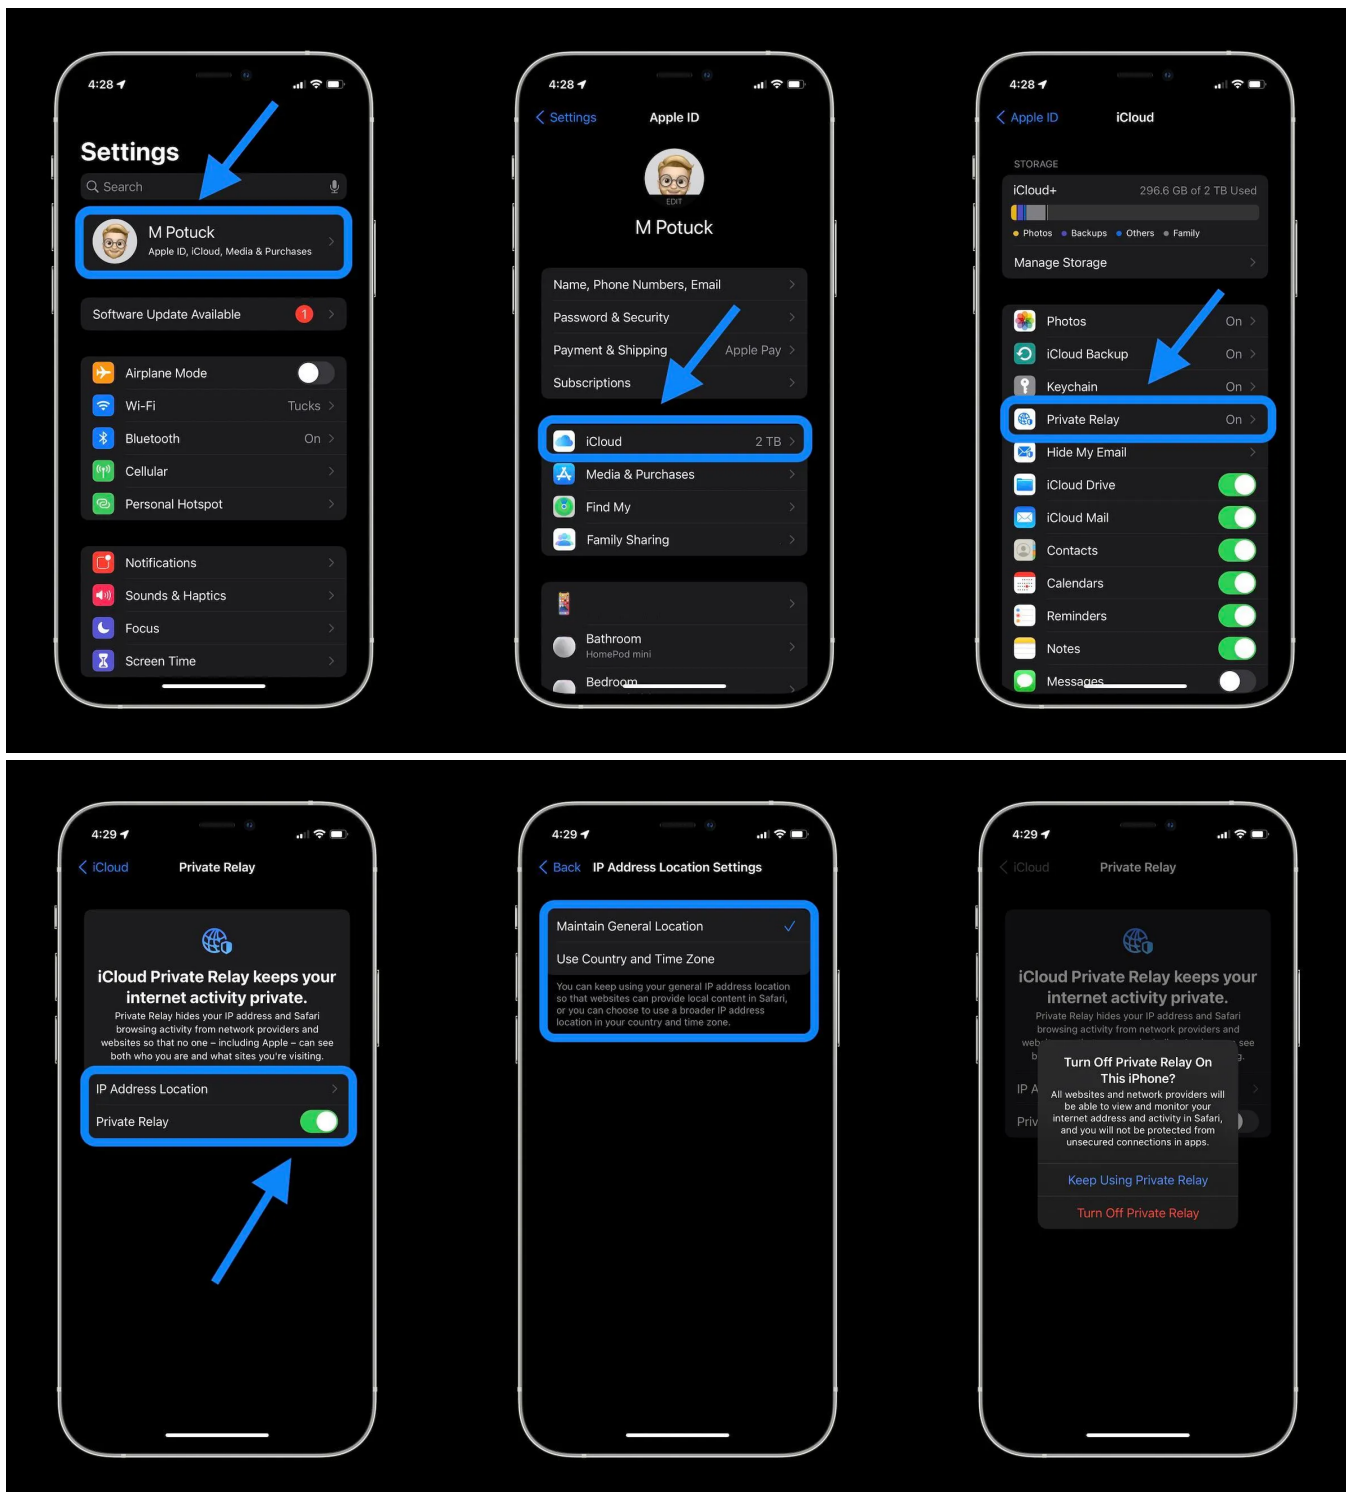 4:28
Settings
Search
M Potuck
Apple ID, iCloud, Media & Purchases
Software Update Available 1
Airplane Mode
Wi-Fi Tucks
Bluetooth On
Cellular
Personal Hotspot
Notifications
Sounds & Haptics
Focus
Screen Time
4:28
Settings Apple ID
EDIT
M Potuck
Name, Phone Numbers, Email
Password & Security
Payment & Shipping Apple Pay
Subscriptions
iCloud 2 TB
Media & Purchases
Find My
Family Sharing
Bathroom
HomePod mini
Bedroom
4:28
Apple ID iCloud
STORAGE
iCloud+ 296.6 GB of 2 TB Used
Photos Backups Others Family
Manage Storage
Photos On
iCloud Backup On
Keychain On
Private Relay On
Hide My Email
iCloud Drive
iCloud Mail
Contacts
Calendars
Reminders
Notes
Messages
4:29
iCloud Private Relay
iCloud Private Relay keeps your
internet activity private.
Private Relay hides your IP address and Safari
browsing activity from network providers and
websites so that no one – including Apple – can see
both who you are and what sites you're visiting.
IP Address Location
Private Relay
4:29
Back IP Address Location Settings
Maintain General Location
Use Country and Time Zone
You can keep using your general IP address location
so that websites can provide local content in Safari,
or you can choose to use a broader IP address
location in your country and time zone.
4:29
iCloud Private Relay
iCloud Private Relay keeps your
internet activity private.
Private Relay hides your IP address and Safari
browsing activity from network providers and
see
Turn Off Private Relay On
This iPhone?
All websites and network providers will
be able to view and monitor your
internet address and activity in Safari,
and you will not be protected from
unsecured connections in apps.
IP A
Priv
Keep Using Private Relay
Turn Off Private Relay